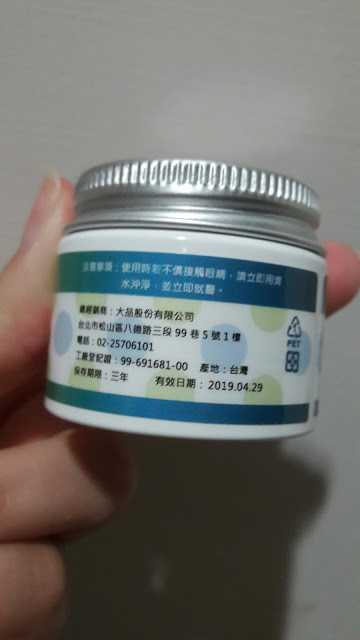 注意事項：使用時若不慎接觸眼睛，請立即用清
水沖淨，並立即就醫。
總經銷商：大品股份有限公司
台北市松山區八德路三段 99 巷 5 號 1 樓
電話：02-25706101
工廠登記證：99-691681-00　產地：台灣
保存期限：三年　有效日期：2019.04.29
PET